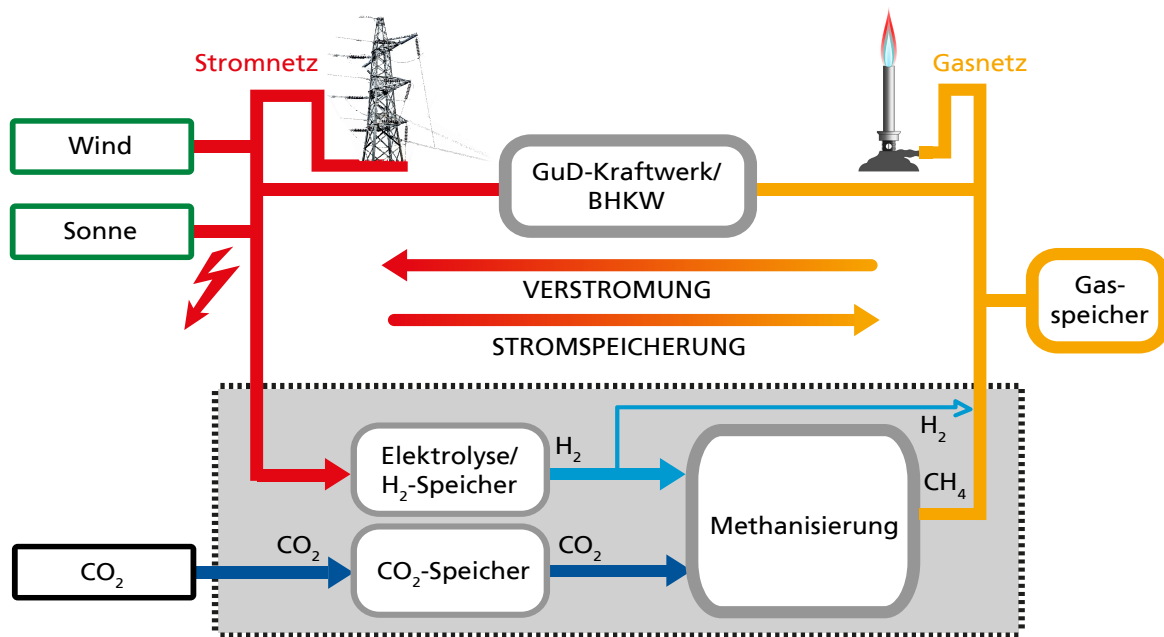 Stromnetz
Gasnetz
Wind
GuD-Kraftwerk/
BHKW
Sonne
VERSTROMUNG
Gas-
speicher
STROMSPEICHERUNG
H₂
Elektrolyse/
H₂-Speicher
H₂
CH₄
Methanisierung
CO₂
CO₂
CO₂-Speicher
CO₂